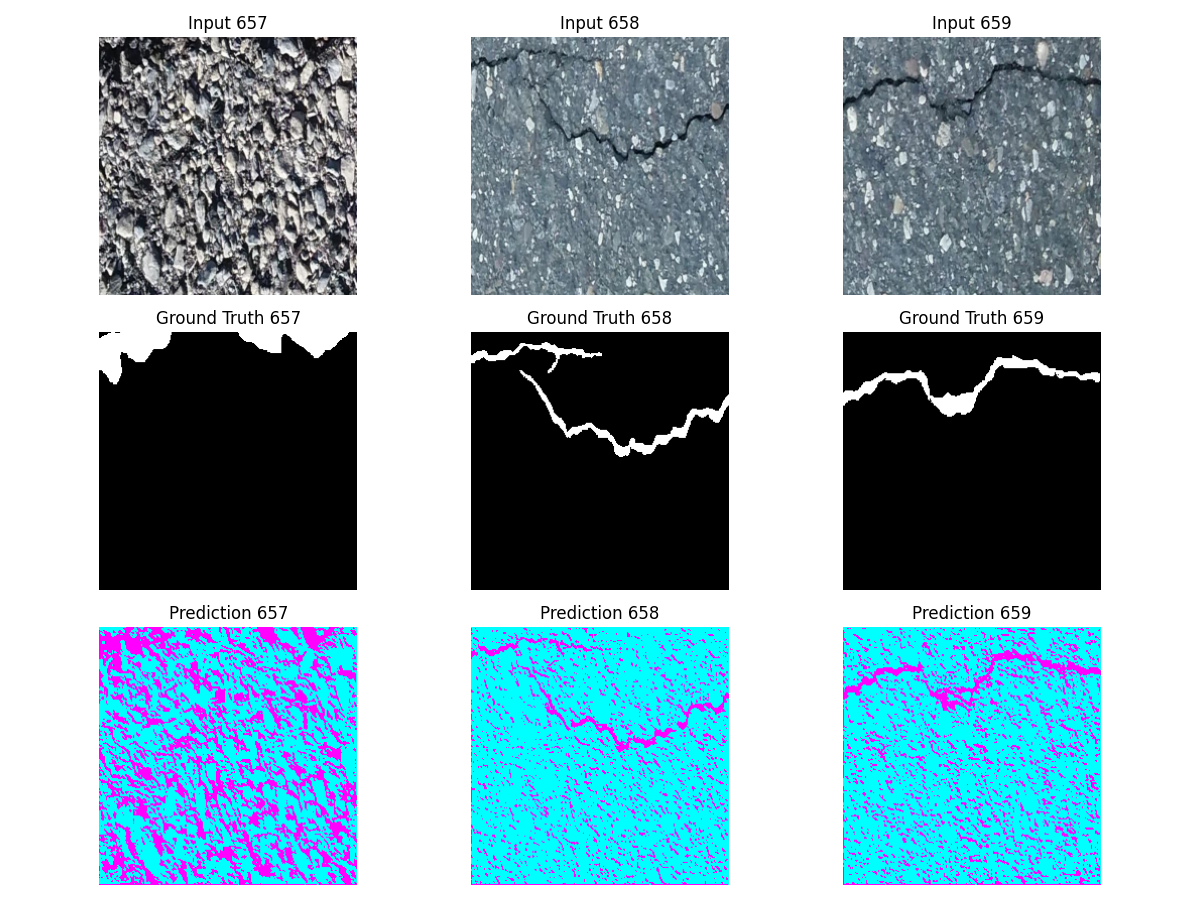 Input 657
Input 658
Input 659
Ground Truth 657
Ground Truth 658
Ground Truth 659
Prediction 657
Prediction 658
Prediction 659